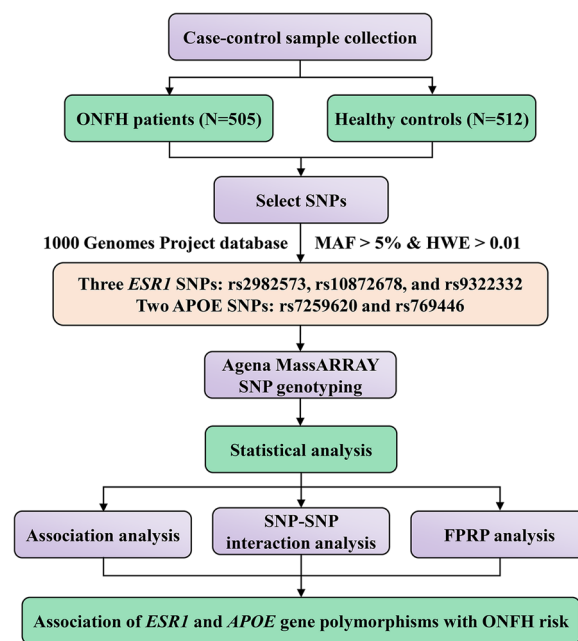 Case-control sample collection
ONFH patients (N=505)
Healthy controls (N=512)
Select SNPs
1000 Genomes Project database
MAF > 5% & HWE > 0.01
Three ESR1 SNPs: rs2982573, rs10872678, and rs9322332
Two APOE SNPs: rs7259620 and rs769446
Agena MassARRAY
SNP genotyping
Statistical analysis
Association analysis
SNP-SNP
interaction analysis
FPRP analysis
Association of ESR1 and APOE gene polymorphisms with ONFH risk